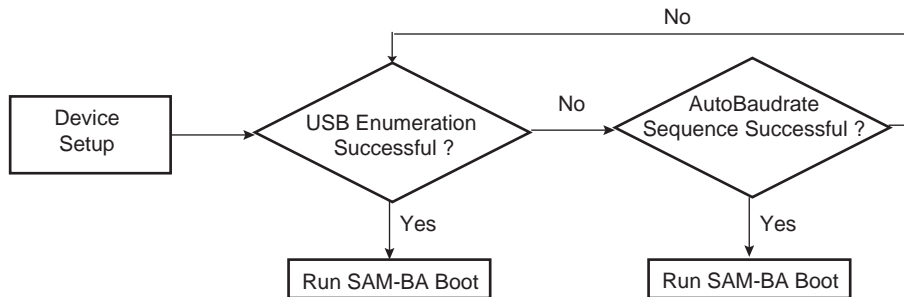 No
Device
Setup
USB Enumeration
Successful ?
No
AutoBaudrate
Sequence Successful ?
Yes
Yes
Run SAM-BA Boot
Run SAM-BA Boot